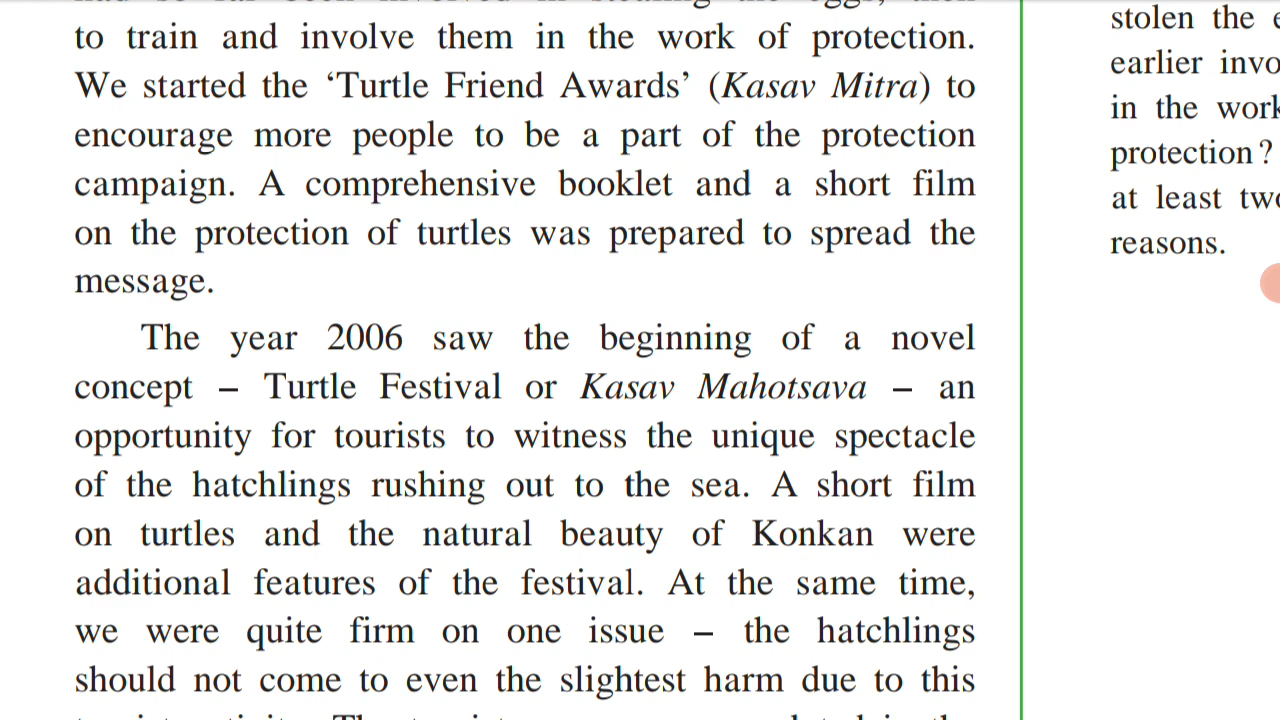 to train and involve them in the work of protection.
We started the ‘Turtle Friend Awards’ (Kasav Mitra) to
encourage more people to be a part of the protection
campaign. A comprehensive booklet and a short film
on the protection of turtles was prepared to spread the
message.
The year 2006 saw the beginning of a novel
concept – Turtle Festival or Kasav Mahotsava – an
opportunity for tourists to witness the unique spectacle
of the hatchlings rushing out to the sea. A short film
on turtles and the natural beauty of Konkan were
additional features of the festival. At the same time,
we were quite firm on one issue – the hatchlings
should not come to even the slightest harm due to this
stolen the
earlier
in the
protection?
at least
reasons.